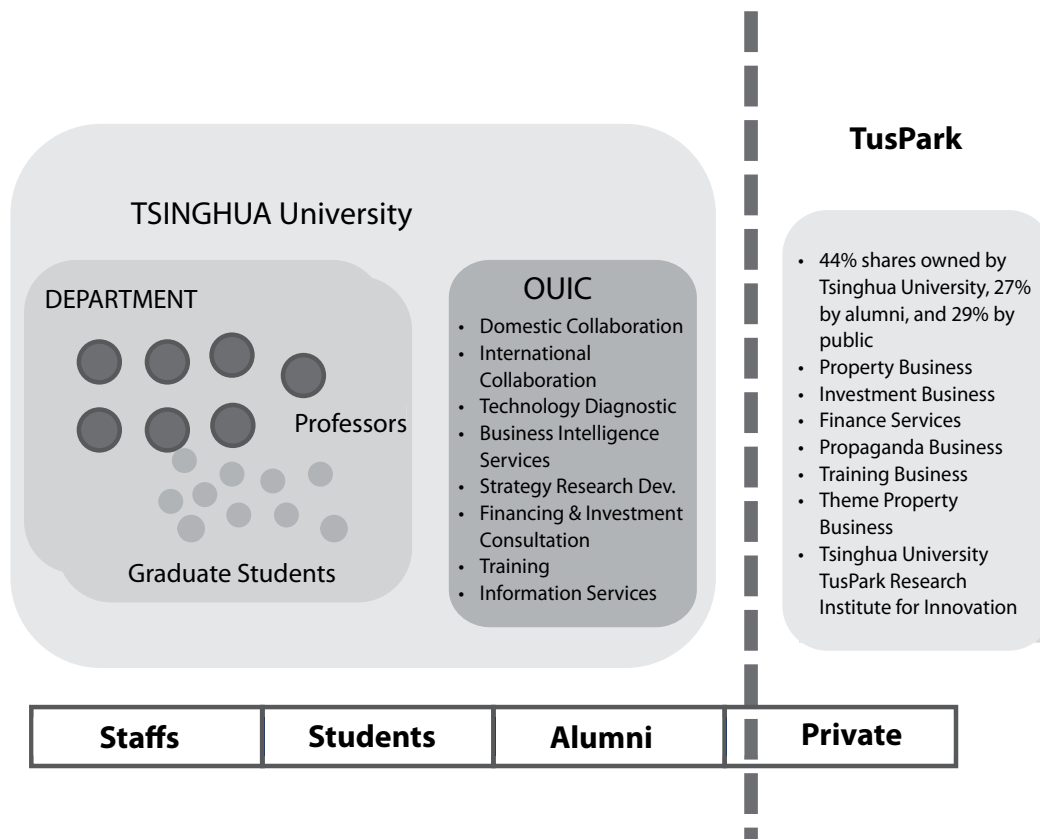 TusPark
TSINGHUA University
DEPARTMENT
Professors
Graduate Students
OUIC
• Domestic Collaboration
• International
Collaboration
• Technology Diagnostic
• Business Intelligence
Services
• Strategy Research Dev.
• Financing & Investment
Consultation
• Training
• Information Services
• 44% shares owned by
Tsinghua University, 27%
by alumni, and 29% by
public
• Property Business
• Investment Business
• Finance Services
• Propaganda Business
• Training Business
• Theme Property
Business
• Tsinghua University
TusPark Research
Institute for Innovation
Staffs
Students
Alumni
Private